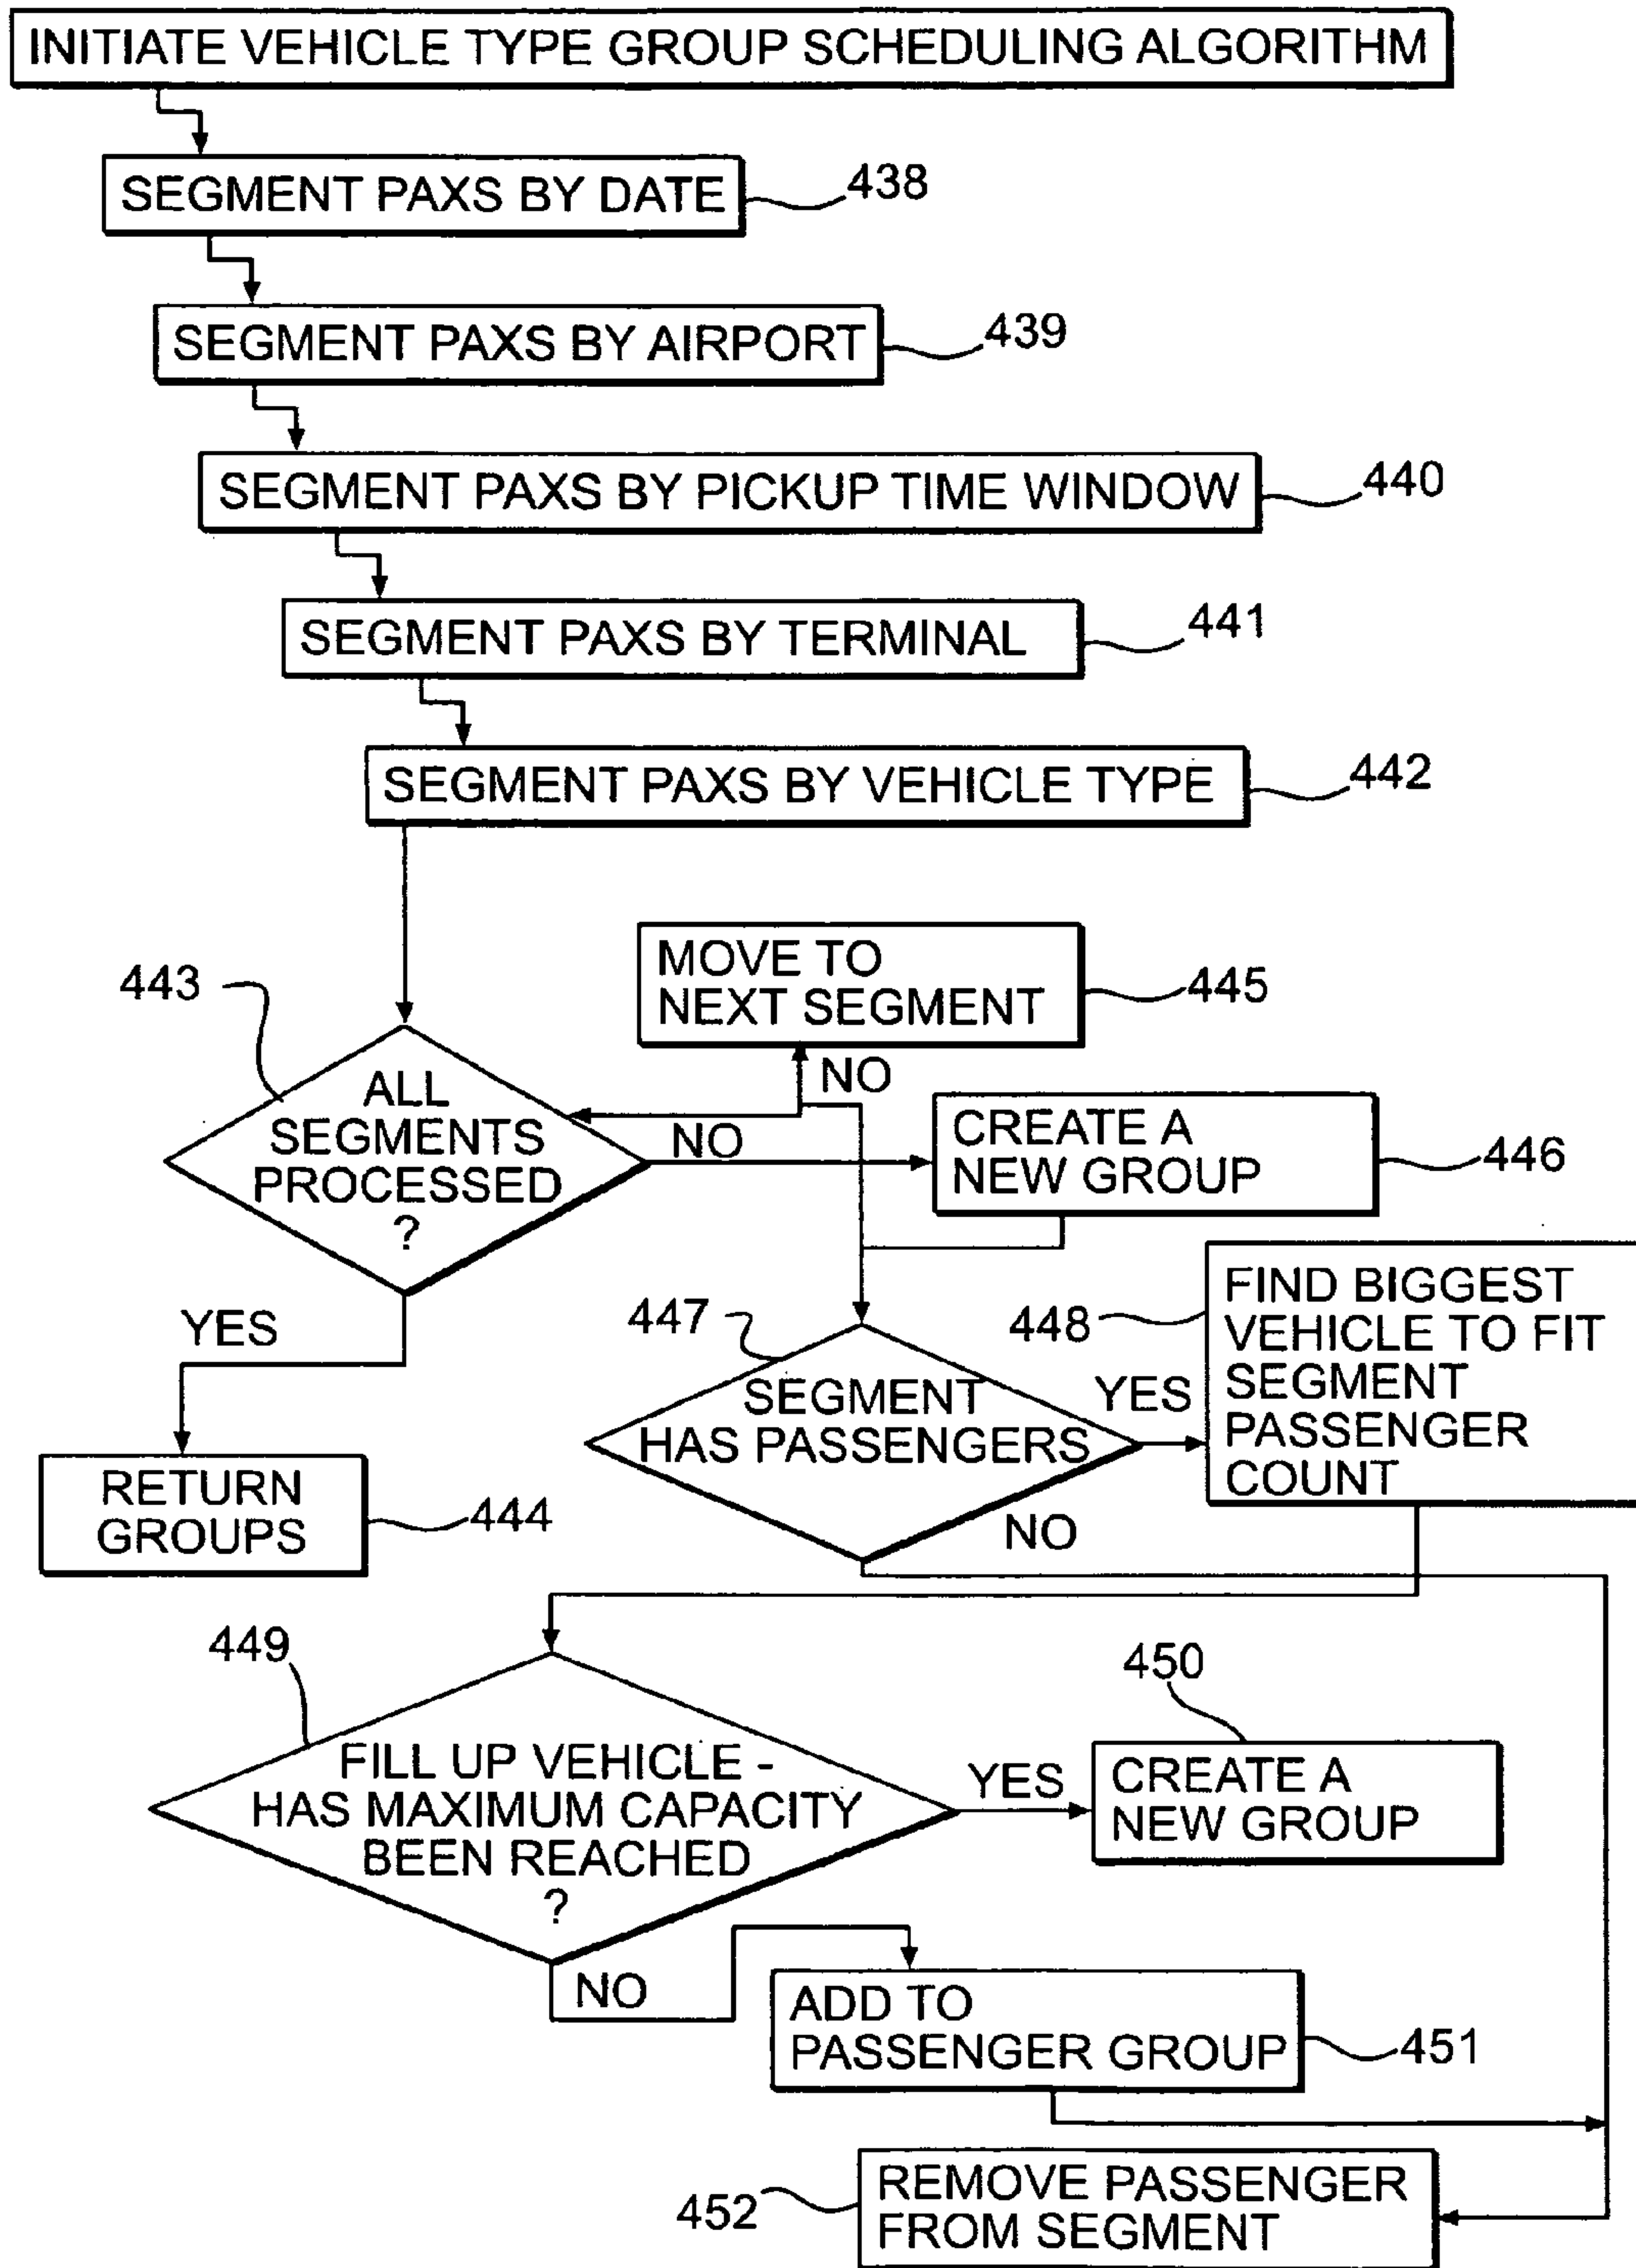 INITIATE VEHICLE TYPE GROUP SCHEDULING ALGORITHM
SEGMENT PAXS BY DATE
438
SEGMENT PAXS BY AIRPORT
439
SEGMENT PAXS BY PICKUP TIME WINDOW
440
SEGMENT PAXS BY TERMINAL
441
SEGMENT PAXS BY VEHICLE TYPE
442
443
ALL
SEGMENTS
PROCESSED
?
MOVE TO
NEXT SEGMENT
445
NO
NO
CREATE A
NEW GROUP
446
YES
RETURN
GROUPS
444
447
SEGMENT
HAS PASSENGERS
YES
NO
448
FIND BIGGEST
VEHICLE TO FIT
SEGMENT
PASSENGER
COUNT
449
FILL UP VEHICLE -
HAS MAXIMUM CAPACITY
BEEN REACHED
?
YES
450
CREATE A
NEW GROUP
NO
ADD TO
PASSENGER GROUP
451
452
REMOVE PASSENGER
FROM SEGMENT